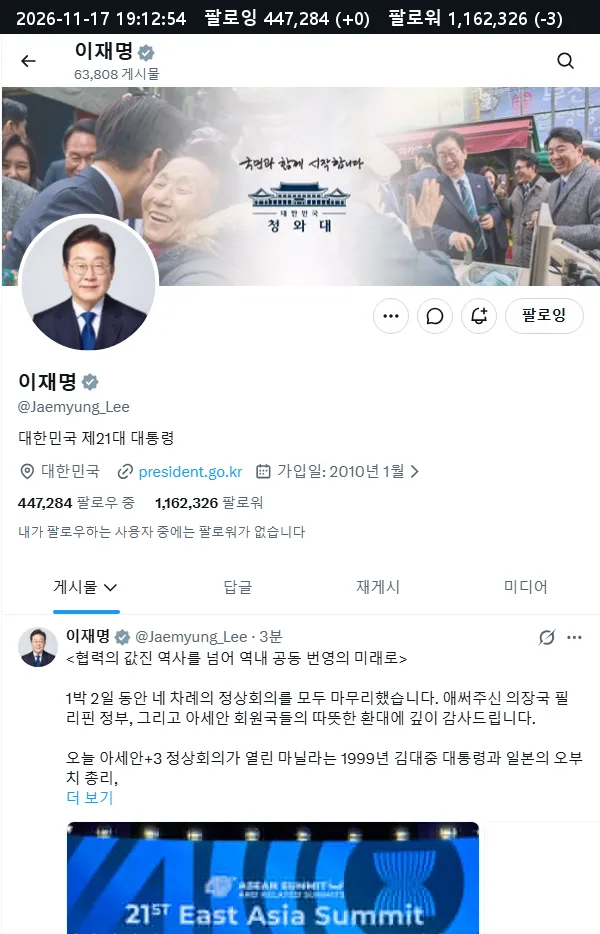 2026-11-17 19:12:54 팔로잉 447,284 (+0) 팔로워 1,162,326 (-3)
이재명
63,808 게시물
국민과 함께 시작합니다
대한민국
청와대
팔로잉
이재명
@Jaemyung_Lee
대한민국 제21대 대통령
대한민국 president.go.kr 가입일: 2010년 1월
447,284 팔로우 중 1,162,326 팔로워
내가 팔로우하는 사용자 중에는 팔로워가 없습니다
게시물 답글 재게시 미디어
이재명 @Jaemyung_Lee · 3분
<협력의 값진 역사를 넘어 역내 공동 번영의 미래로>
1박 2일 동안 네 차례의 정상회의를 모두 마무리했습니다. 애써주신 의장국 필
리핀 정부, 그리고 아세안 회원국들의 따뜻한 환대에 깊이 감사드립니다.
오늘 아세안+3 정상회의가 열린 마닐라는 1999년 김대중 대통령과 일본의 오부
치 총리,
더 보기
ASEAN SUMMIT
AND RELATED SUMMITS
21ST East Asia Summit